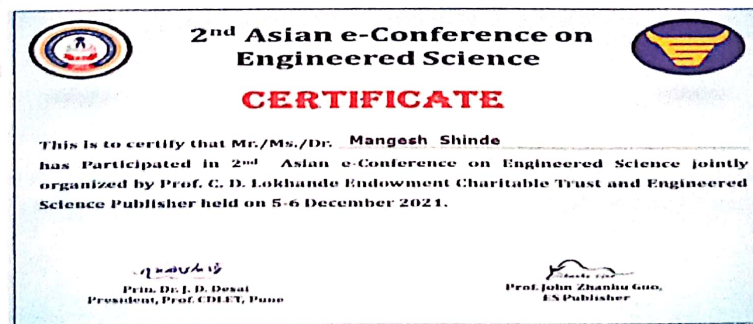 2nd Asian e-Conference on
Engineered Science
CERTIFICATE
This is to certify that Mr./Ms./Dr. Mangesh Shinde
has Participated in 2nd Asian e-Conference on Engineered Science jointly
organized by Prof. C. D. Lokhande Endowment Charitable Trust and Engineered
Science Publisher held on 5-6 December 2021.
Prin. Dr. J. D. Desai
President, Prof. CDLET, Pune
Prof. John Zhanhu Guo,
ES Publisher